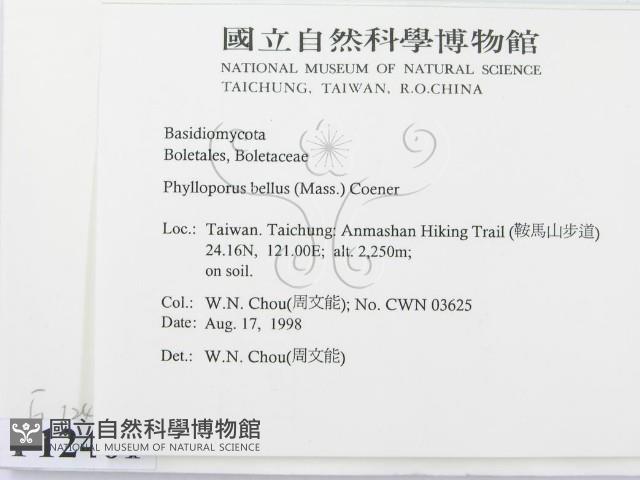 國立自然科學博物館
NATIONAL MUSEUM OF NATURAL SCIENCE
TAICHUNG, TAIWAN, R.O.CHINA
Basidiomycota
Boletales, Boletaceae
Phylloporus bellus (Mass.) Coener
Loc.: Taiwan. Taichung: Anmashan Hiking Trail (鞍馬山步道)
24.16N, 121.00E; alt. 2,250m;
on soil.
Col.: W.N. Chou(周文能); No. CWN 03625
Date: Aug. 17, 1998
Det.: W.N. Chou(周文能)
國立自然科學博物館
NATIONAL MUSEUM OF NATURAL SCIENCE